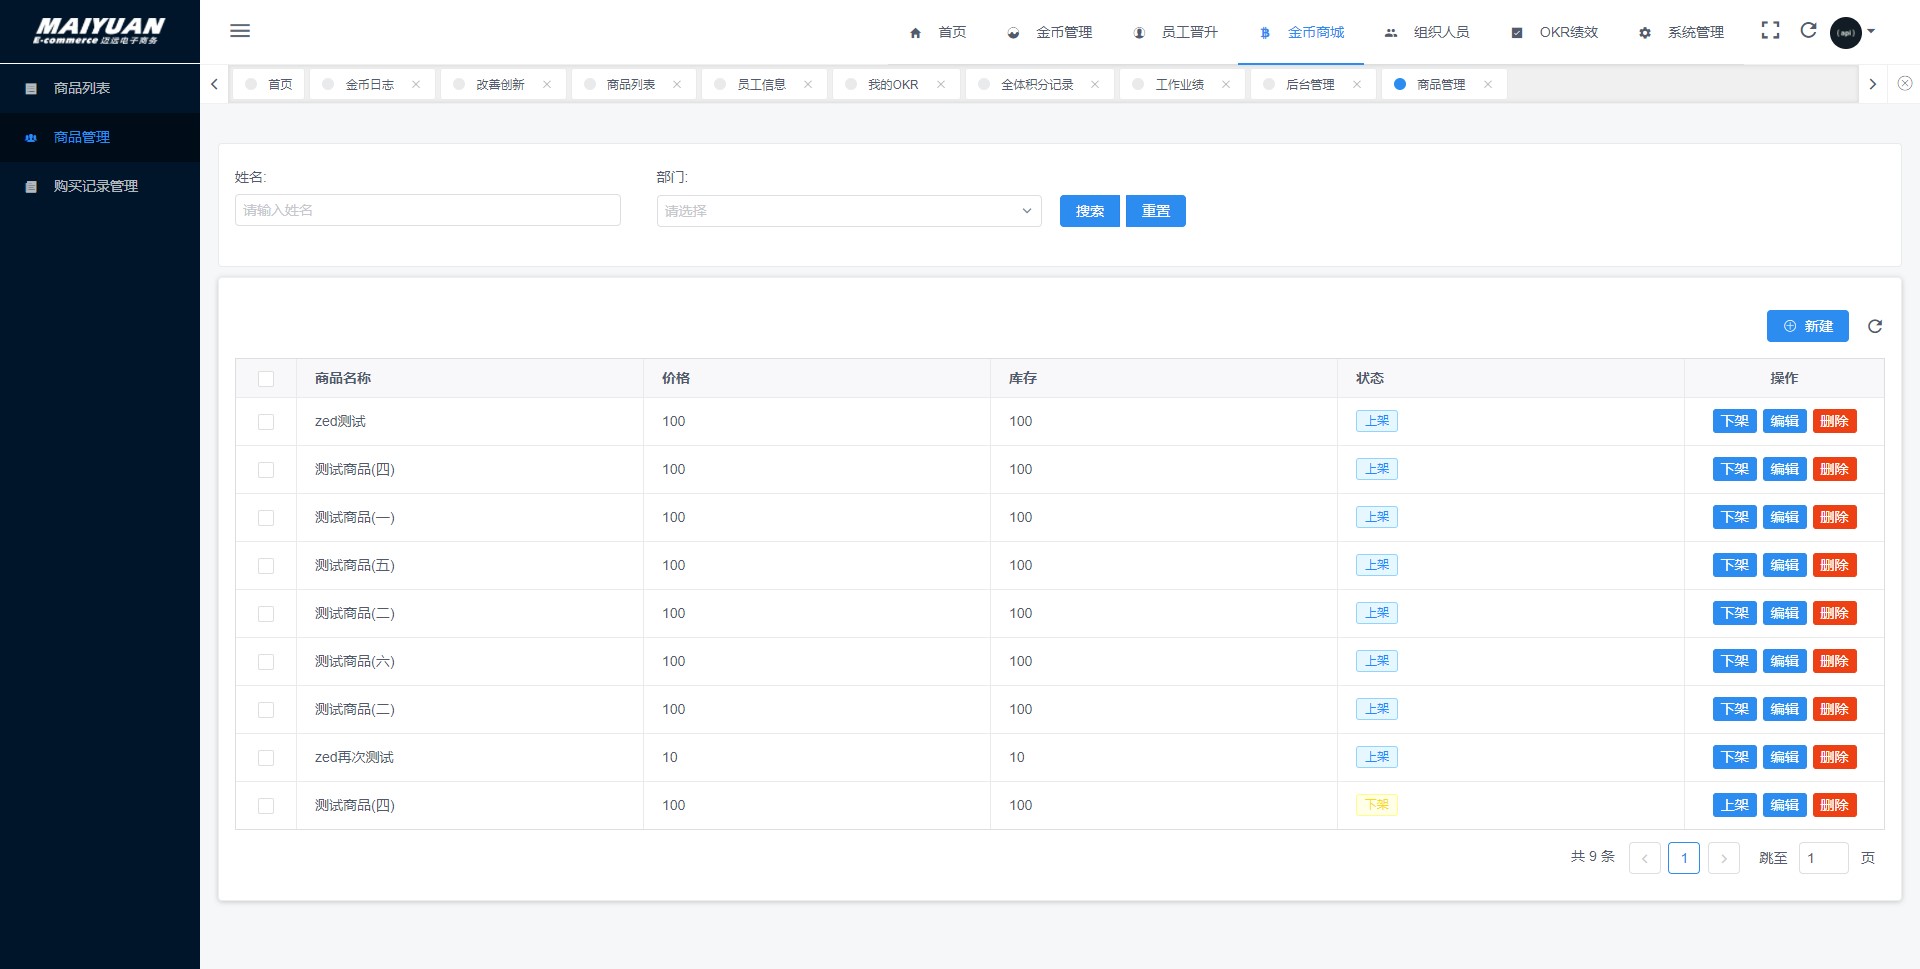 MAIYUAN
E-commerce 迈远电子商务
首页
金币管理
员工晋升
金币商城
组织人员
OKR绩效
系统管理
(api)
商品列表
商品管理
购买记录管理
首页
金币日志
改善创新
商品列表
员工信息
我的OKR
全体积分记录
工作业绩
后台管理
商品管理
姓名:
部门:
请输入姓名
请选择
搜索
重置
新建
商品名称 价格 库存 状态 操作
zed测试 100 100 上架 下架 编辑 删除
测试商品(四) 100 100 上架 下架 编辑 删除
测试商品(一) 100 100 上架 下架 编辑 删除
测试商品(五) 100 100 上架 下架 编辑 删除
测试商品(二) 100 100 上架 下架 编辑 删除
测试商品(六) 100 100 上架 下架 编辑 删除
测试商品(二) 100 100 上架 下架 编辑 删除
zed再次测试 10 10 上架 下架 编辑 删除
测试商品(四) 100 100 下架 上架 编辑 删除
共 9 条 1 跳至 1 页